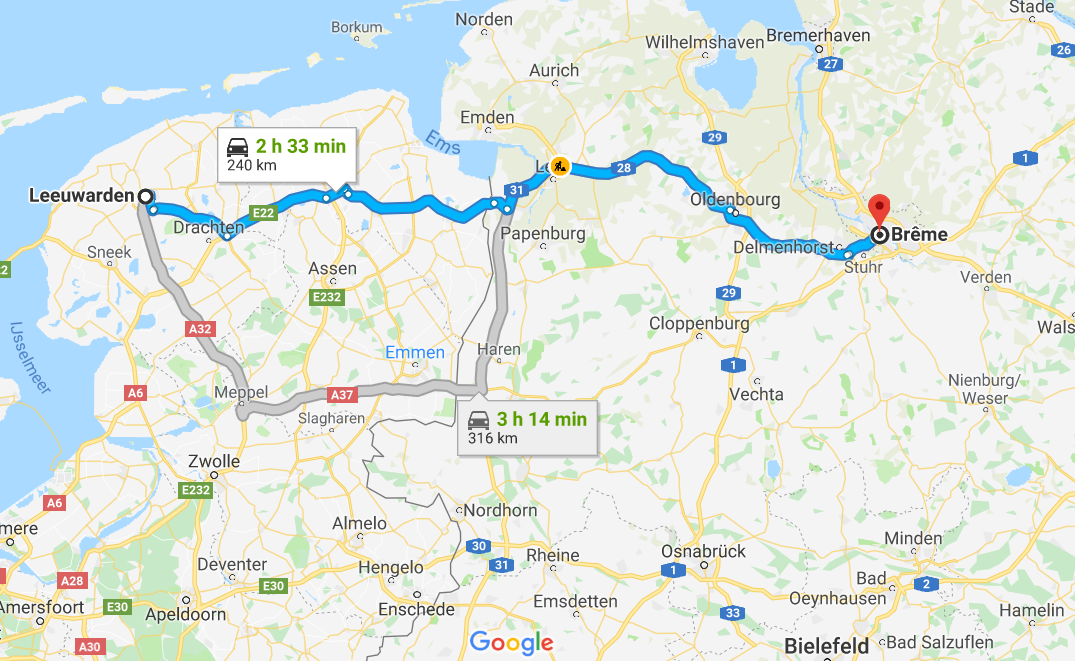 Stade
Norden
Borkum
Wilhelmshaven
Bremerhaven
26
27
Aurich
Emden
29
Ems
2 h 33 min
240 km
1
Le
28
31
Leeuwarden
Oldenbourg
E22
Drachten
Brême
Papenburg
Delmenhorst
Sneek
Stuhr
22
Assen
Verden
E232
29
IJsselmeer
Cloppenburg
A32
Wals
Haren
Emmen
1
Nienburg/
Weser
A6
Meppel
A37
Vechta
Slagharen
3 h 14 min
316 km
Zwolle
E232
A6
Nordhorn
mere
Almelo
30
Minden
Rheine
Osnabrück
31
Deventer
Hengelo
1
A28
E30
Bad
Oeynhausen
2
Amersfoort
E30
Apeldoorn
Enschede
Emsdetten
33
Hamelin
A30
Google
Bielefeld
Bad Salzuflen